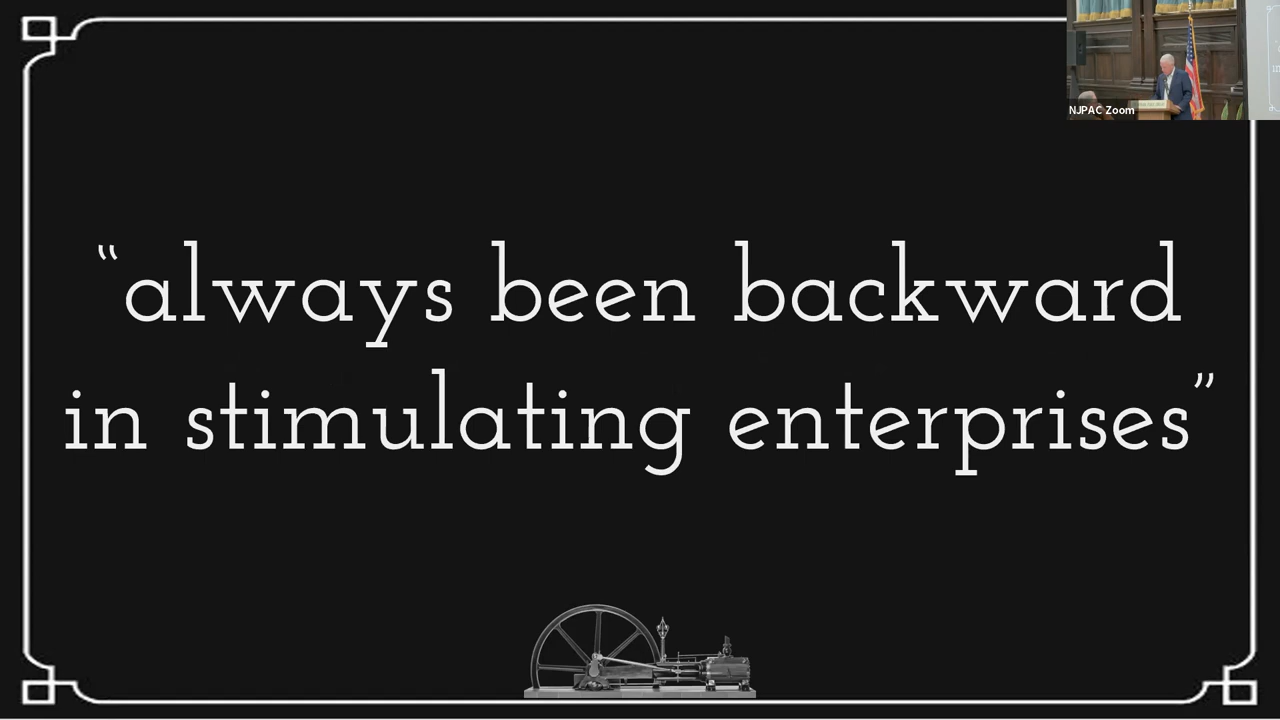 NJPAC Zoom
“always been backward
in stimulating enterprises”